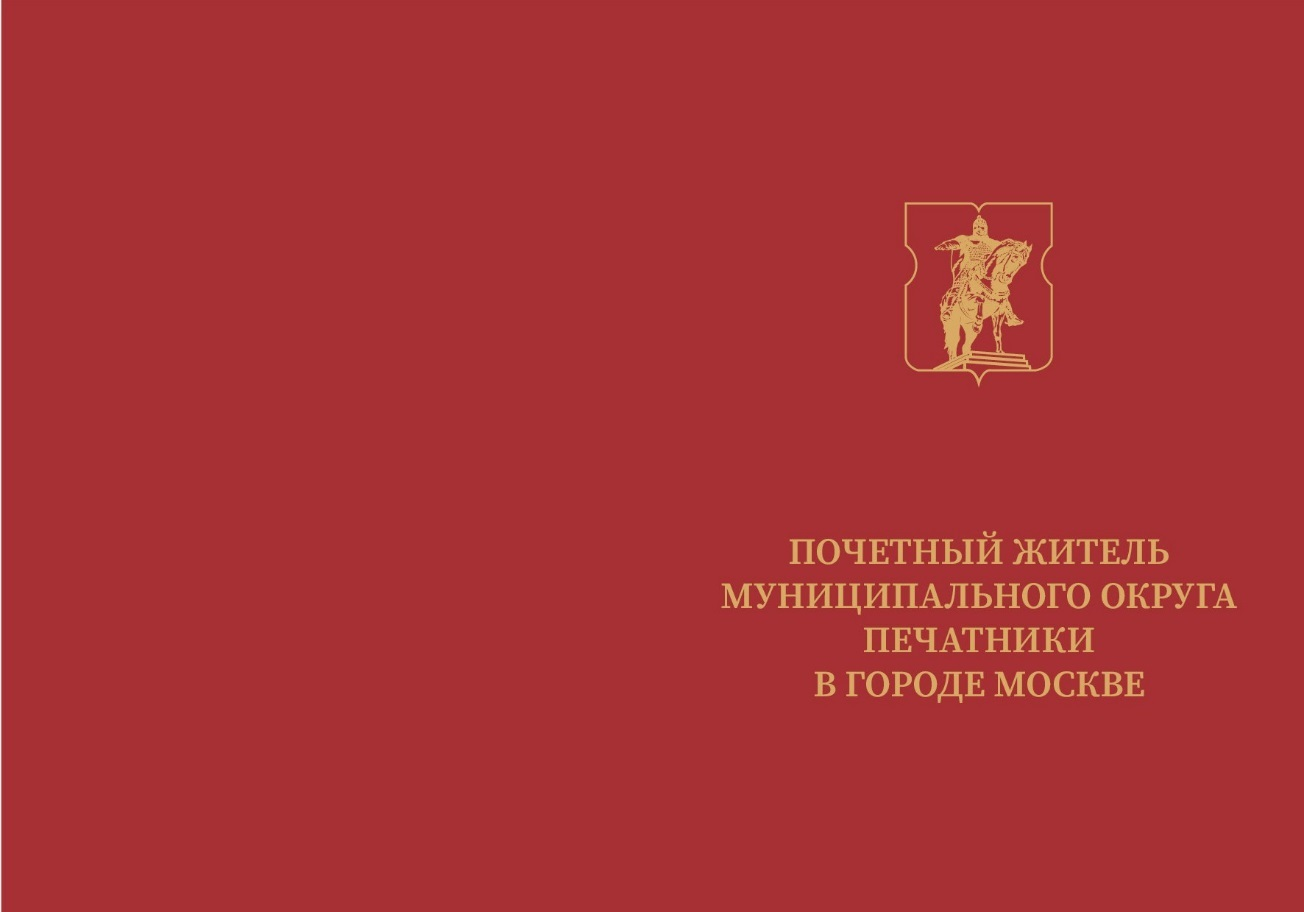 ПОЧЕТНЫЙ ЖИТЕЛЬ
МУНИЦИПАЛЬНОГО ОКРУГА
ПЕЧАТНИКИ
В ГОРОДЕ МОСКВЕ